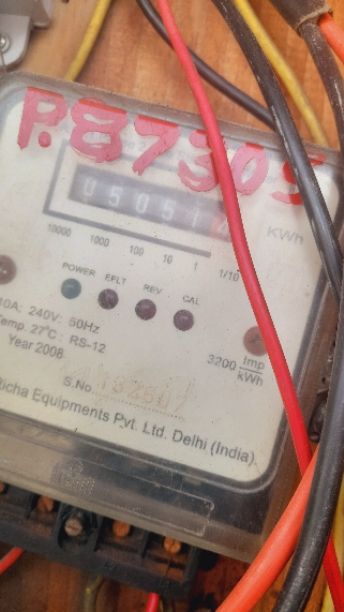 P.87305
05051
KWh
10000 1000 100 10 1 1/10
POWER EFLT REV CAL
10A; 240V; 50Hz
Temp. 27°C : RS-12
Year 2008
3200 Imp/kWh
S.No.
Richa Equipments Pvt. Ltd. Delhi (India).